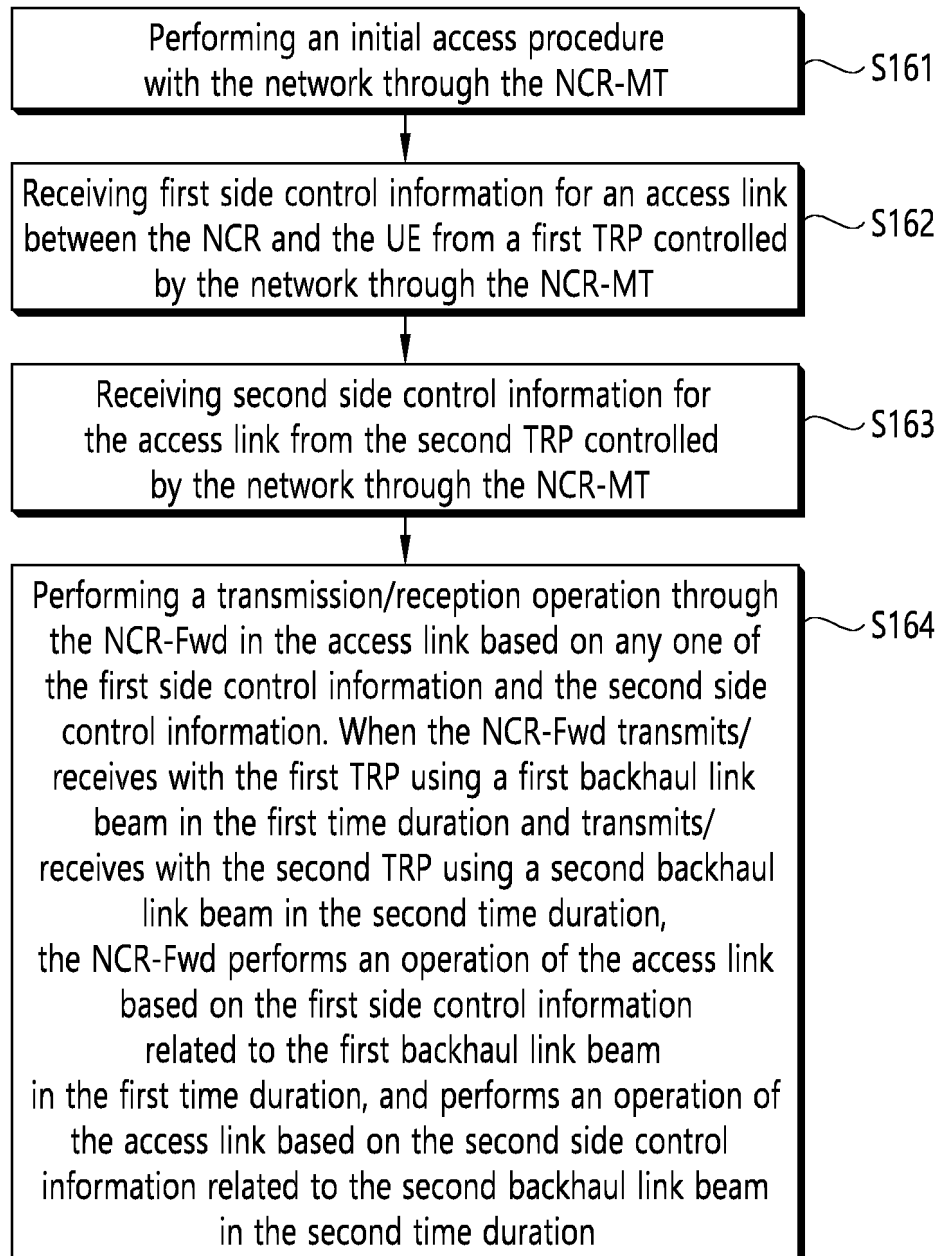 Performing an initial access procedure
with the network through the NCR-MT
S161
Receiving first side control information for an access link
between the NCR and the UE from a first TRP controlled
by the network through the NCR-MT
S162
Receiving second side control information for
the access link from the second TRP controlled
by the network through the NCR-MT
S163
Performing a transmission/reception operation through
the NCR-Fwd in the access link based on any one of
the first side control information and the second side
control information. When the NCR-Fwd transmits/
receives with the first TRP using a first backhaul link
beam in the first time duration and transmits/
receives with the second TRP using a second backhaul
link beam in the second time duration,
the NCR-Fwd performs an operation of the access link
based on the first side control information
related to the first backhaul link beam
in the first time duration, and performs an operation of
the access link based on the second side control
information related to the second backhaul link beam
in the second time duration
S164